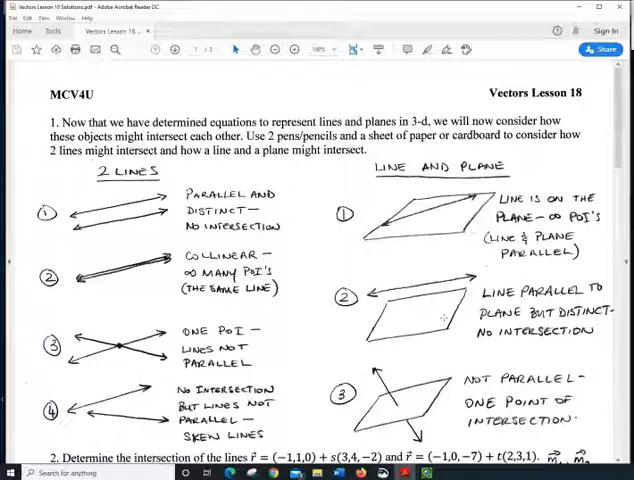 Vectors Lesson 18 Solutions.pdf - Adobe Acrobat Reader DC
File Edit View Window Help
Home Tools Vectors Lesson 18 ... × Sign In
1 / 2 148% Share
MCV4U Vectors Lesson 18
1. Now that we have determined equations to represent lines and planes in 3-d, we will now consider how
these objects might intersect each other. Use 2 pens/pencils and a sheet of paper or cardboard to consider how
2 lines might intersect and how a line and a plane might intersect.
2 LINES
① PARALLEL AND
DISTINCT -
NO INTERSECTION
② COLLINEAR -
∞ MANY POI'S
(THE SAME LINE)
③ ONE POI -
LINES NOT
PARALLEL
④ NO INTERSECTION
BUT LINES NOT
PARALLEL -
SKEW LINES
LINE AND PLANE
① LINE IS ON THE
PLANE - ∞ POI'S
(LINE & PLANE
PARALLEL)
② LINE PARALLEL TO
PLANE BUT DISTINCT -
NO INTERSECTION
③ NOT PARALLEL -
ONE POINT OF
INTERSECTION.
2. Determine the intersection of the lines r⃗ = (-1,1,0) + s(3,4,-2) and r⃗ = (-1,0,-7) + t(2,3,1). m⃗₁ m⃗₂
Search for anything